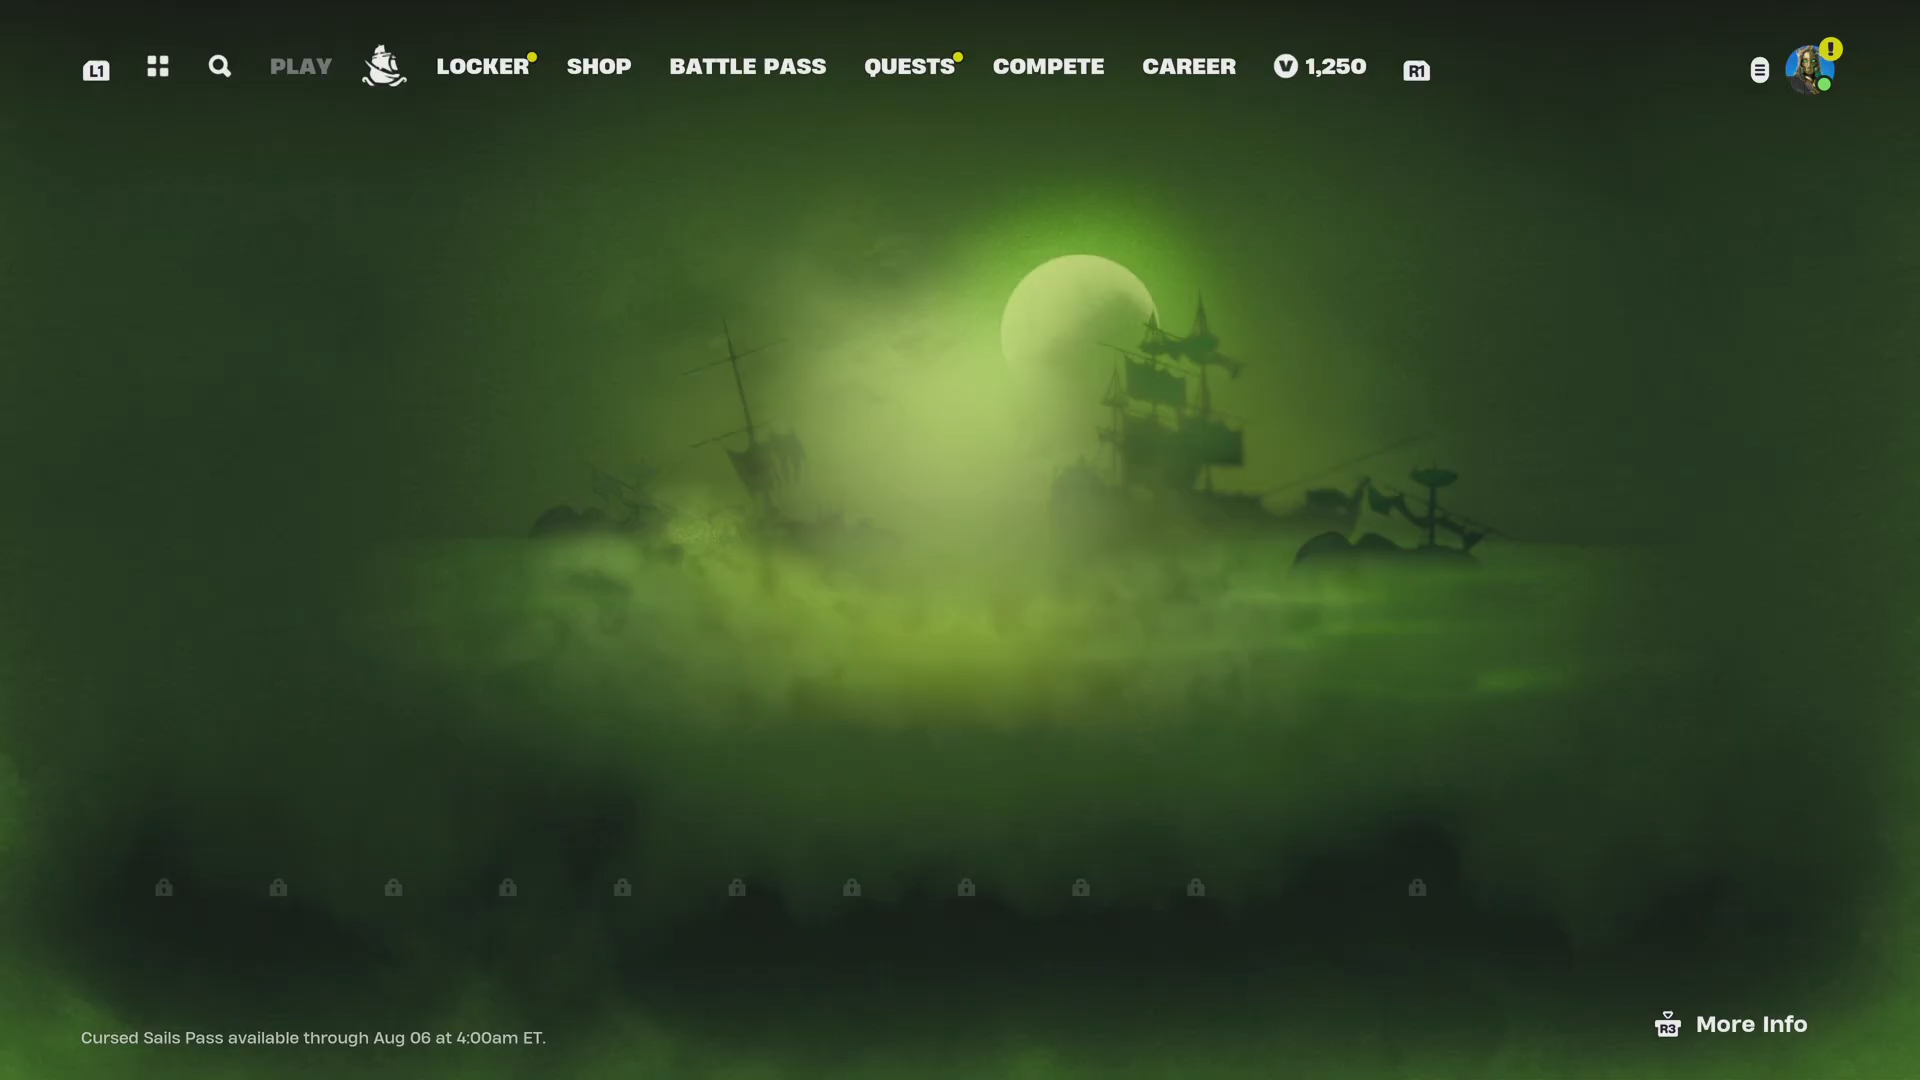 L1 PLAY LOCKER SHOP BATTLE PASS QUESTS COMPETE CAREER V 1,250 R1 !
Cursed Sails Pass available through Aug 06 at 4:00am ET.
R3 More Info